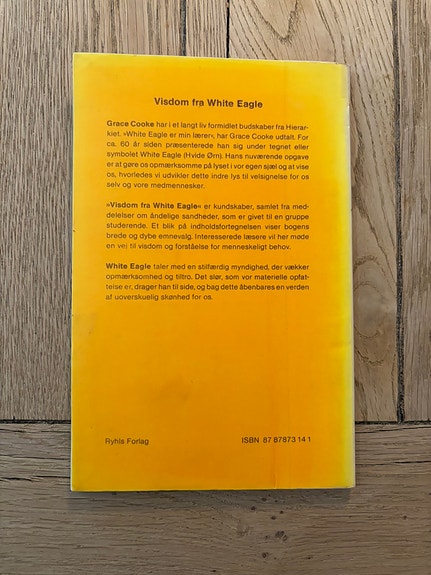 Visdom fra White Eagle
Grace Cooke har i et langt liv formidlet budskaber fra Hierar-
kiet. »White Eagle er min lærer«, har Grace Cooke udtalt. For
ca. 60 år siden præsenterede han sig under tegnet eller
symbolet White Eagle (Hvide Ørn). Hans nuværende opgave
er at gøre os opmærksomme på lyset i vor egen sjæl og at vise
os, hvorledes vi udvikler dette indre lys til velsignelse for os
selv og vore medmennesker.
»Visdom fra White Eagle« er kundskaber, samlet fra med-
delelser om åndelige sandheder, som er givet til en gruppe
studerende. Et blik på indholdsfortegnelsen viser bogens
brede og dybe emnevalg. Interesserede læsere vil her møde
en vej til visdom og forståelse for menneskeligt behov.
White Eagle taler med en stilfærdig myndighed, der vækker
opmærksomhed og tiltro. Det slør, som vor materielle opfat-
telse er, drager han til side, og bag dette åbenbares en verden
af uoverskuelig skønhed for os.
Ryhls Forlag
ISBN 87 87873 14 1